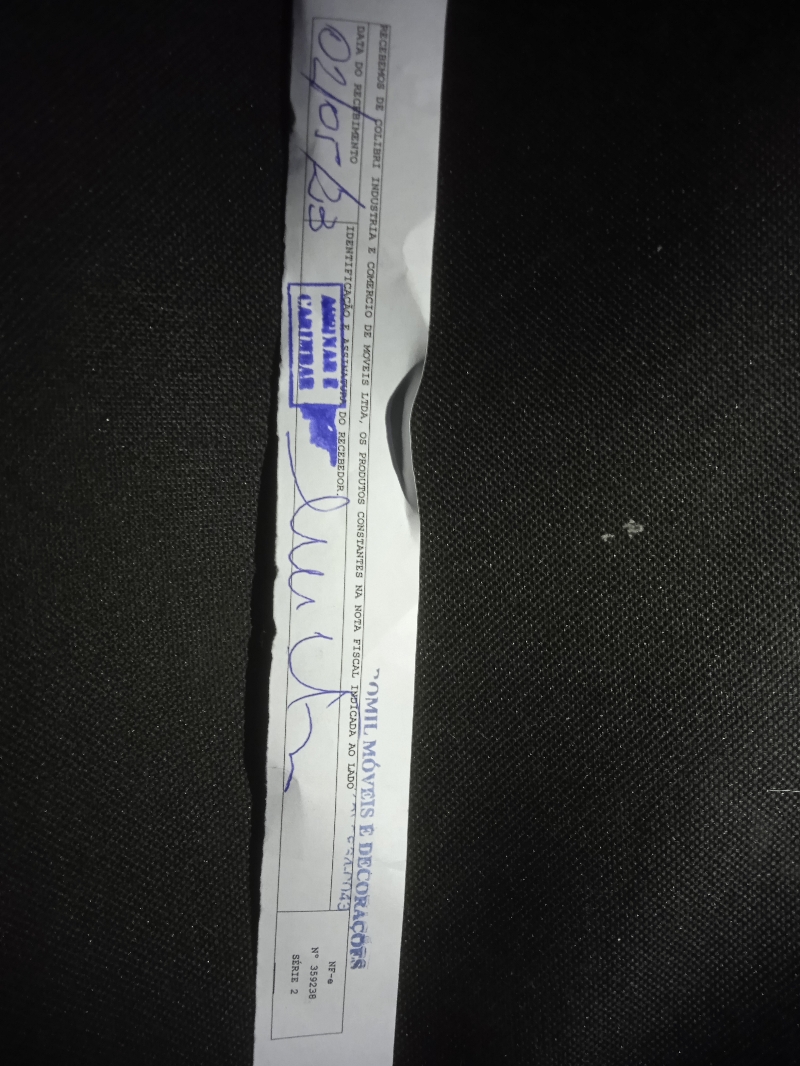 RECEBEMOS DE COLIBRI INDUSTRIA E COMERCIO DE MOVEIS LTDA, OS PRODUTOS CONSTANTES NA NOTA FISCAL INDICADA AO LADO
DATA DO RECEBIMENTO
02/05/23
IDENTIFICAÇÃO E ASSINATURA DO RECEBEDOR.
ASSINAR E
CARIMBAR
OMIL MÓVEIS E DECORAÇÕES
NF-e
Nº 359238
SÉRIE 2